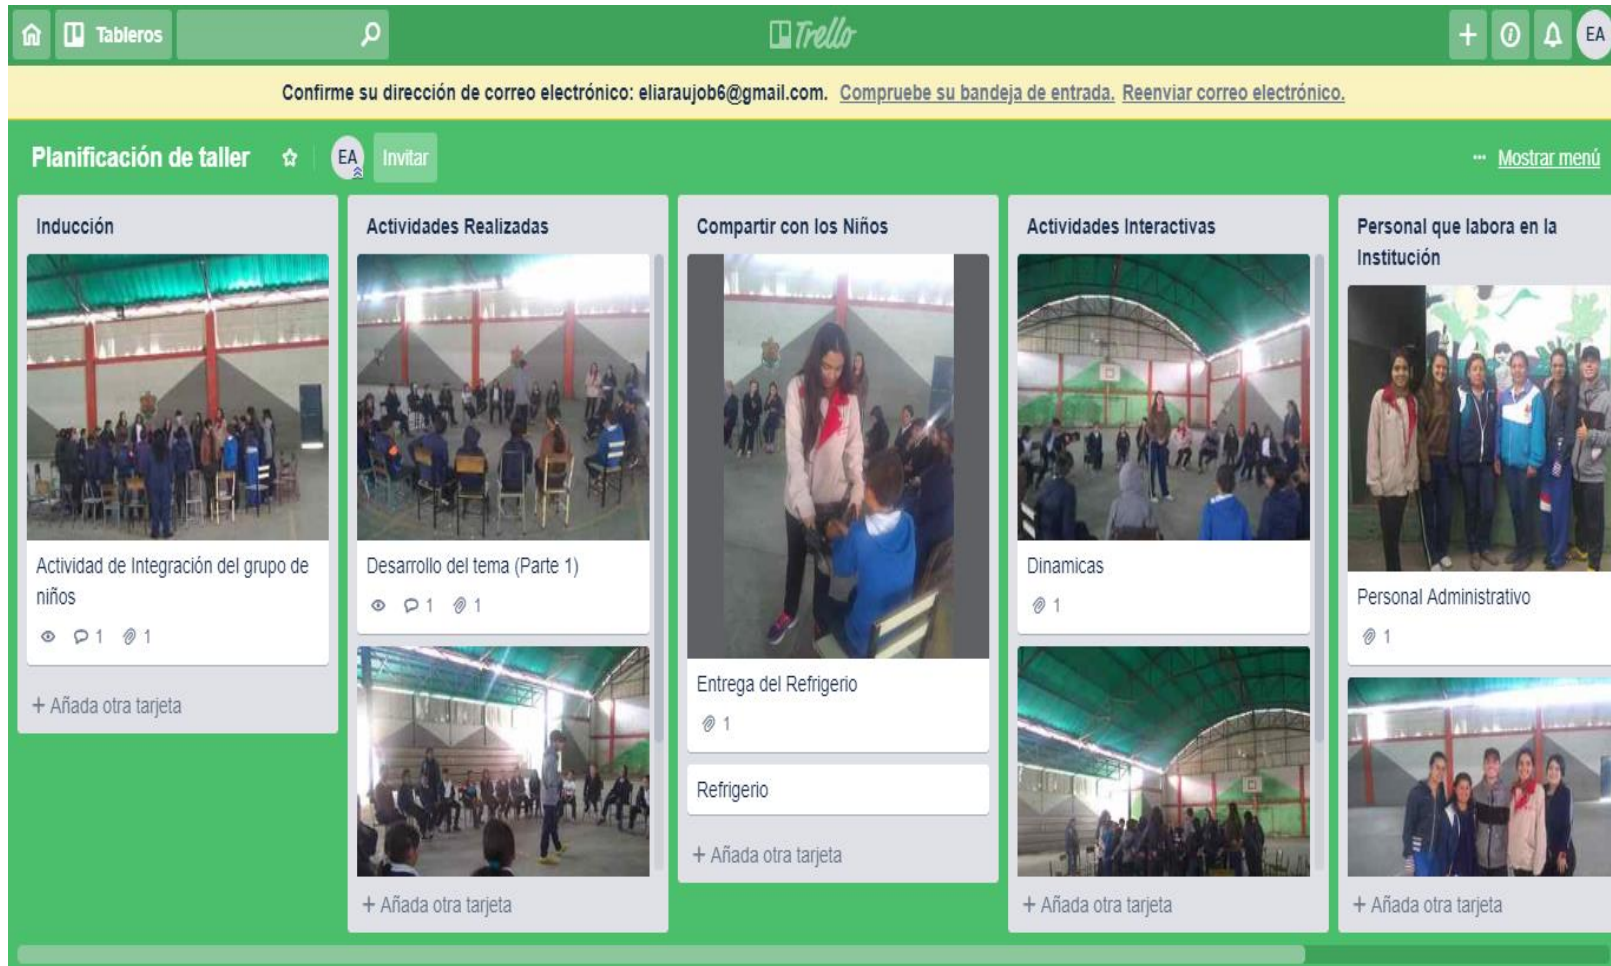 Tableros
Trello
EA
Confirme su dirección de correo electrónico: eliaraujob6@gmail.com. Compruebe su bandeja de entrada. Reenviar correo electrónico.
Planificación de taller
EA
Invitar
··· Mostrar menú
Inducción
Actividad de Integración del grupo de
niños
1 1
+ Añada otra tarjeta
Actividades Realizadas
Desarrollo del tema (Parte 1)
1 1
+ Añada otra tarjeta
Compartir con los Niños
Entrega del Refrigerio
1
Refrigerio
+ Añada otra tarjeta
Actividades Interactivas
Dinamicas
1
+ Añada otra tarjeta
Personal que labora en la
Institución
Personal Administrativo
1
+ Añada otra tarjeta